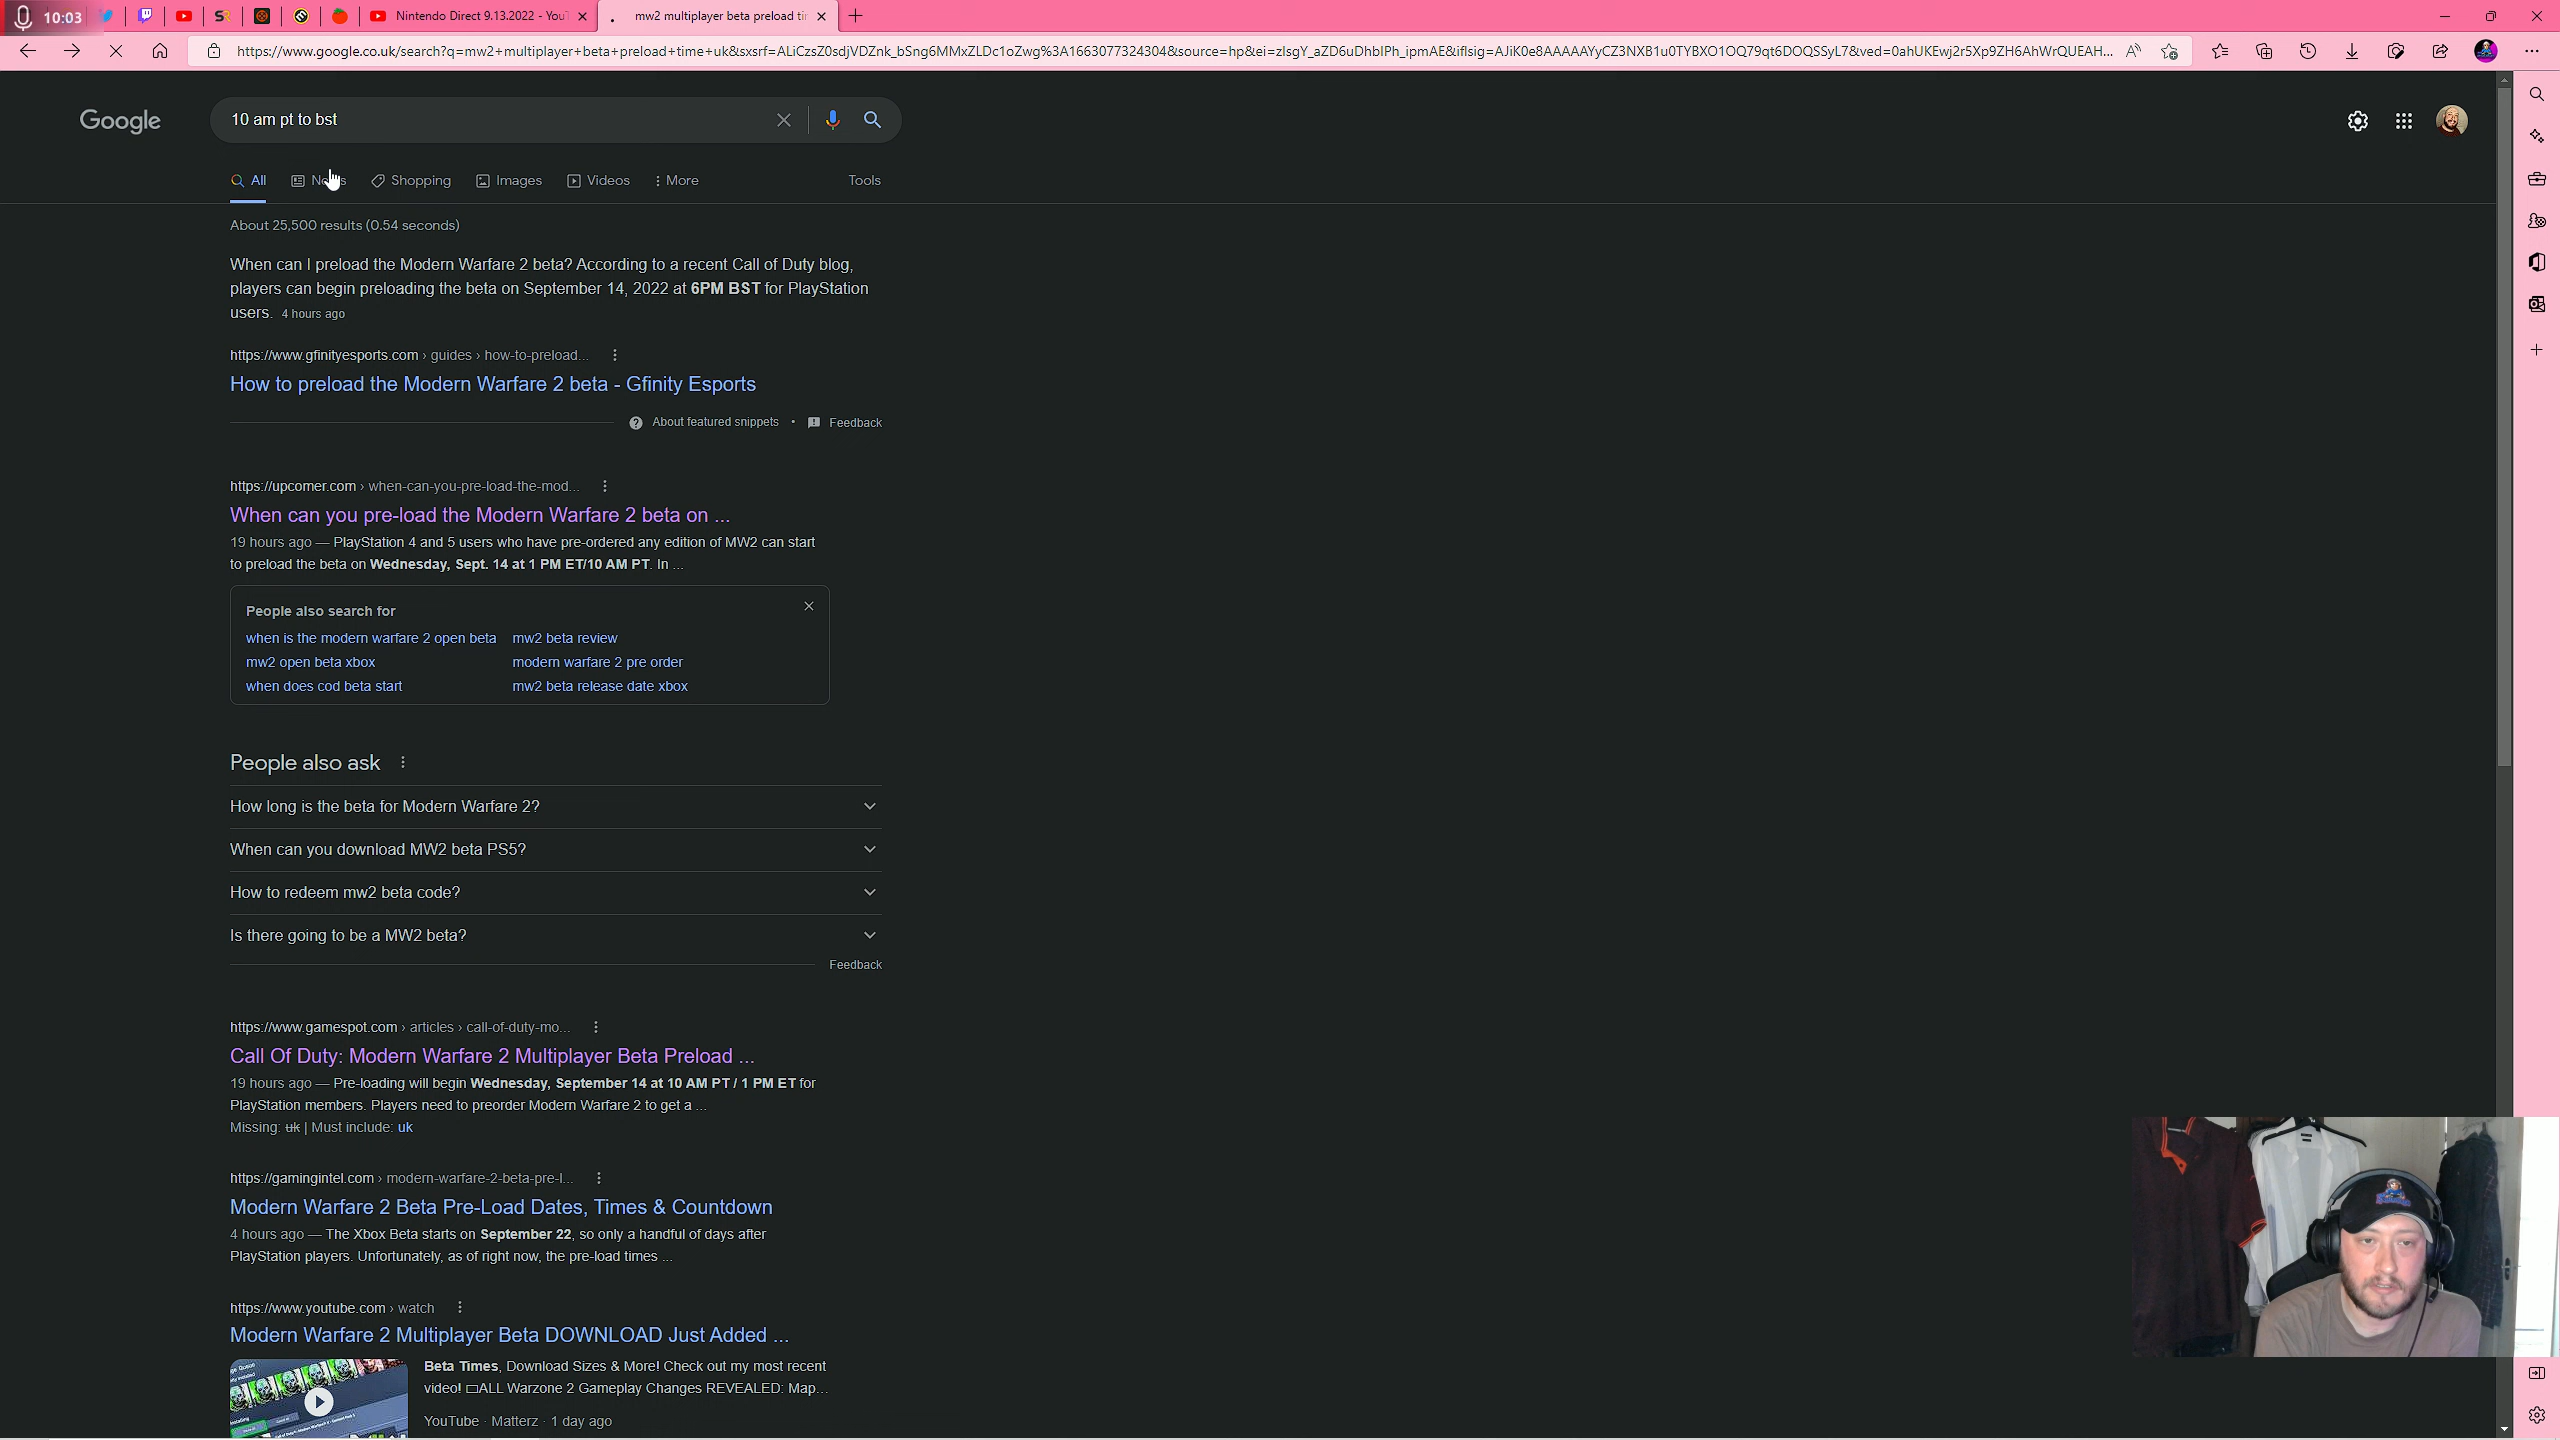 10:03
Nintendo Direct 9.13.2022 - You
mw2 multiplayer beta preload ti
https://www.google.co.uk/search?q=mw2+multiplayer+beta+preload+time+uk&sxsrf=ALiCzsZ0sdjVDZnk_bSng6MMxZLDc1oZwg%3A1663077324304&source=hp&ei=zlsgY_aZD6uDhbIPh_ipmAE&iflsig=AJiK0e8AAAAAYyCZ3NXB1u0TYBXO1OQ79qt6DOQSSyL7&ved=0ahUKEwj2r5Xp9ZH6AhWrQUEAH...
Google
10 am pt to bst
All
News
Shopping
Images
Videos
More
Tools
About 25,500 results (0.54 seconds)
When can I preload the Modern Warfare 2 beta? According to a recent Call of Duty blog,
players can begin preloading the beta on September 14, 2022 at 6PM BST for PlayStation
users. 4 hours ago
https://www.gfinityesports.com › guides › how-to-preload...
How to preload the Modern Warfare 2 beta - Gfinity Esports
About featured snippets • Feedback
https://upcomer.com › when-can-you-pre-load-the-mod...
When can you pre-load the Modern Warfare 2 beta on ...
19 hours ago — PlayStation 4 and 5 users who have pre-ordered any edition of MW2 can start
to preload the beta on Wednesday, Sept. 14 at 1 PM ET/10 AM PT. In ...
People also search for
when is the modern warfare 2 open beta
mw2 beta review
mw2 open beta xbox
modern warfare 2 pre order
when does cod beta start
mw2 beta release date xbox
People also ask
How long is the beta for Modern Warfare 2?
When can you download MW2 beta PS5?
How to redeem mw2 beta code?
Is there going to be a MW2 beta?
Feedback
https://www.gamespot.com › articles › call-of-duty-mo...
Call Of Duty: Modern Warfare 2 Multiplayer Beta Preload ...
19 hours ago — Pre-loading will begin Wednesday, September 14 at 10 AM PT / 1 PM ET for
PlayStation members. Players need to preorder Modern Warfare 2 to get a ...
Missing: uk | Must include: uk
https://gamingintel.com › modern-warfare-2-beta-pre-l...
Modern Warfare 2 Beta Pre-Load Dates, Times & Countdown
4 hours ago — The Xbox Beta starts on September 22, so only a handful of days after
PlayStation players. Unfortunately, as of right now, the pre-load times ...
https://www.youtube.com › watch
Modern Warfare 2 Multiplayer Beta DOWNLOAD Just Added ...
Beta Times, Download Sizes & More! Check out my most recent
video! ALL Warzone 2 Gameplay Changes REVEALED: Map...
YouTube · Matterz · 1 day ago